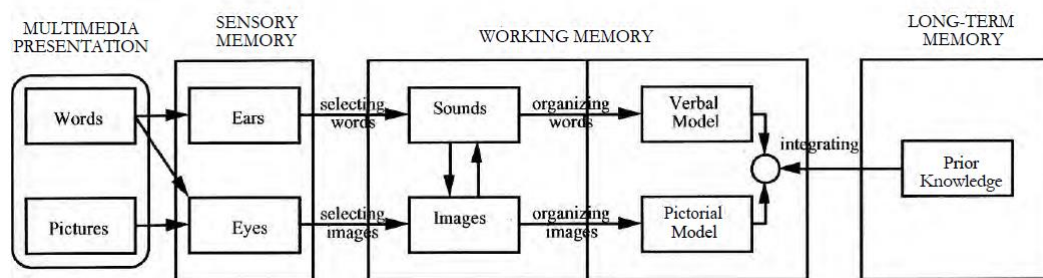 MULTIMEDIA
PRESENTATION
SENSORY
MEMORY
WORKING MEMORY
LONG-TERM
MEMORY
Words
Ears
selecting
words
Sounds
organizing
words
Verbal
Model
integrating
Prior
Knowledge
Pictures
Eyes
selecting
images
Images
organizing
images
Pictorial
Model